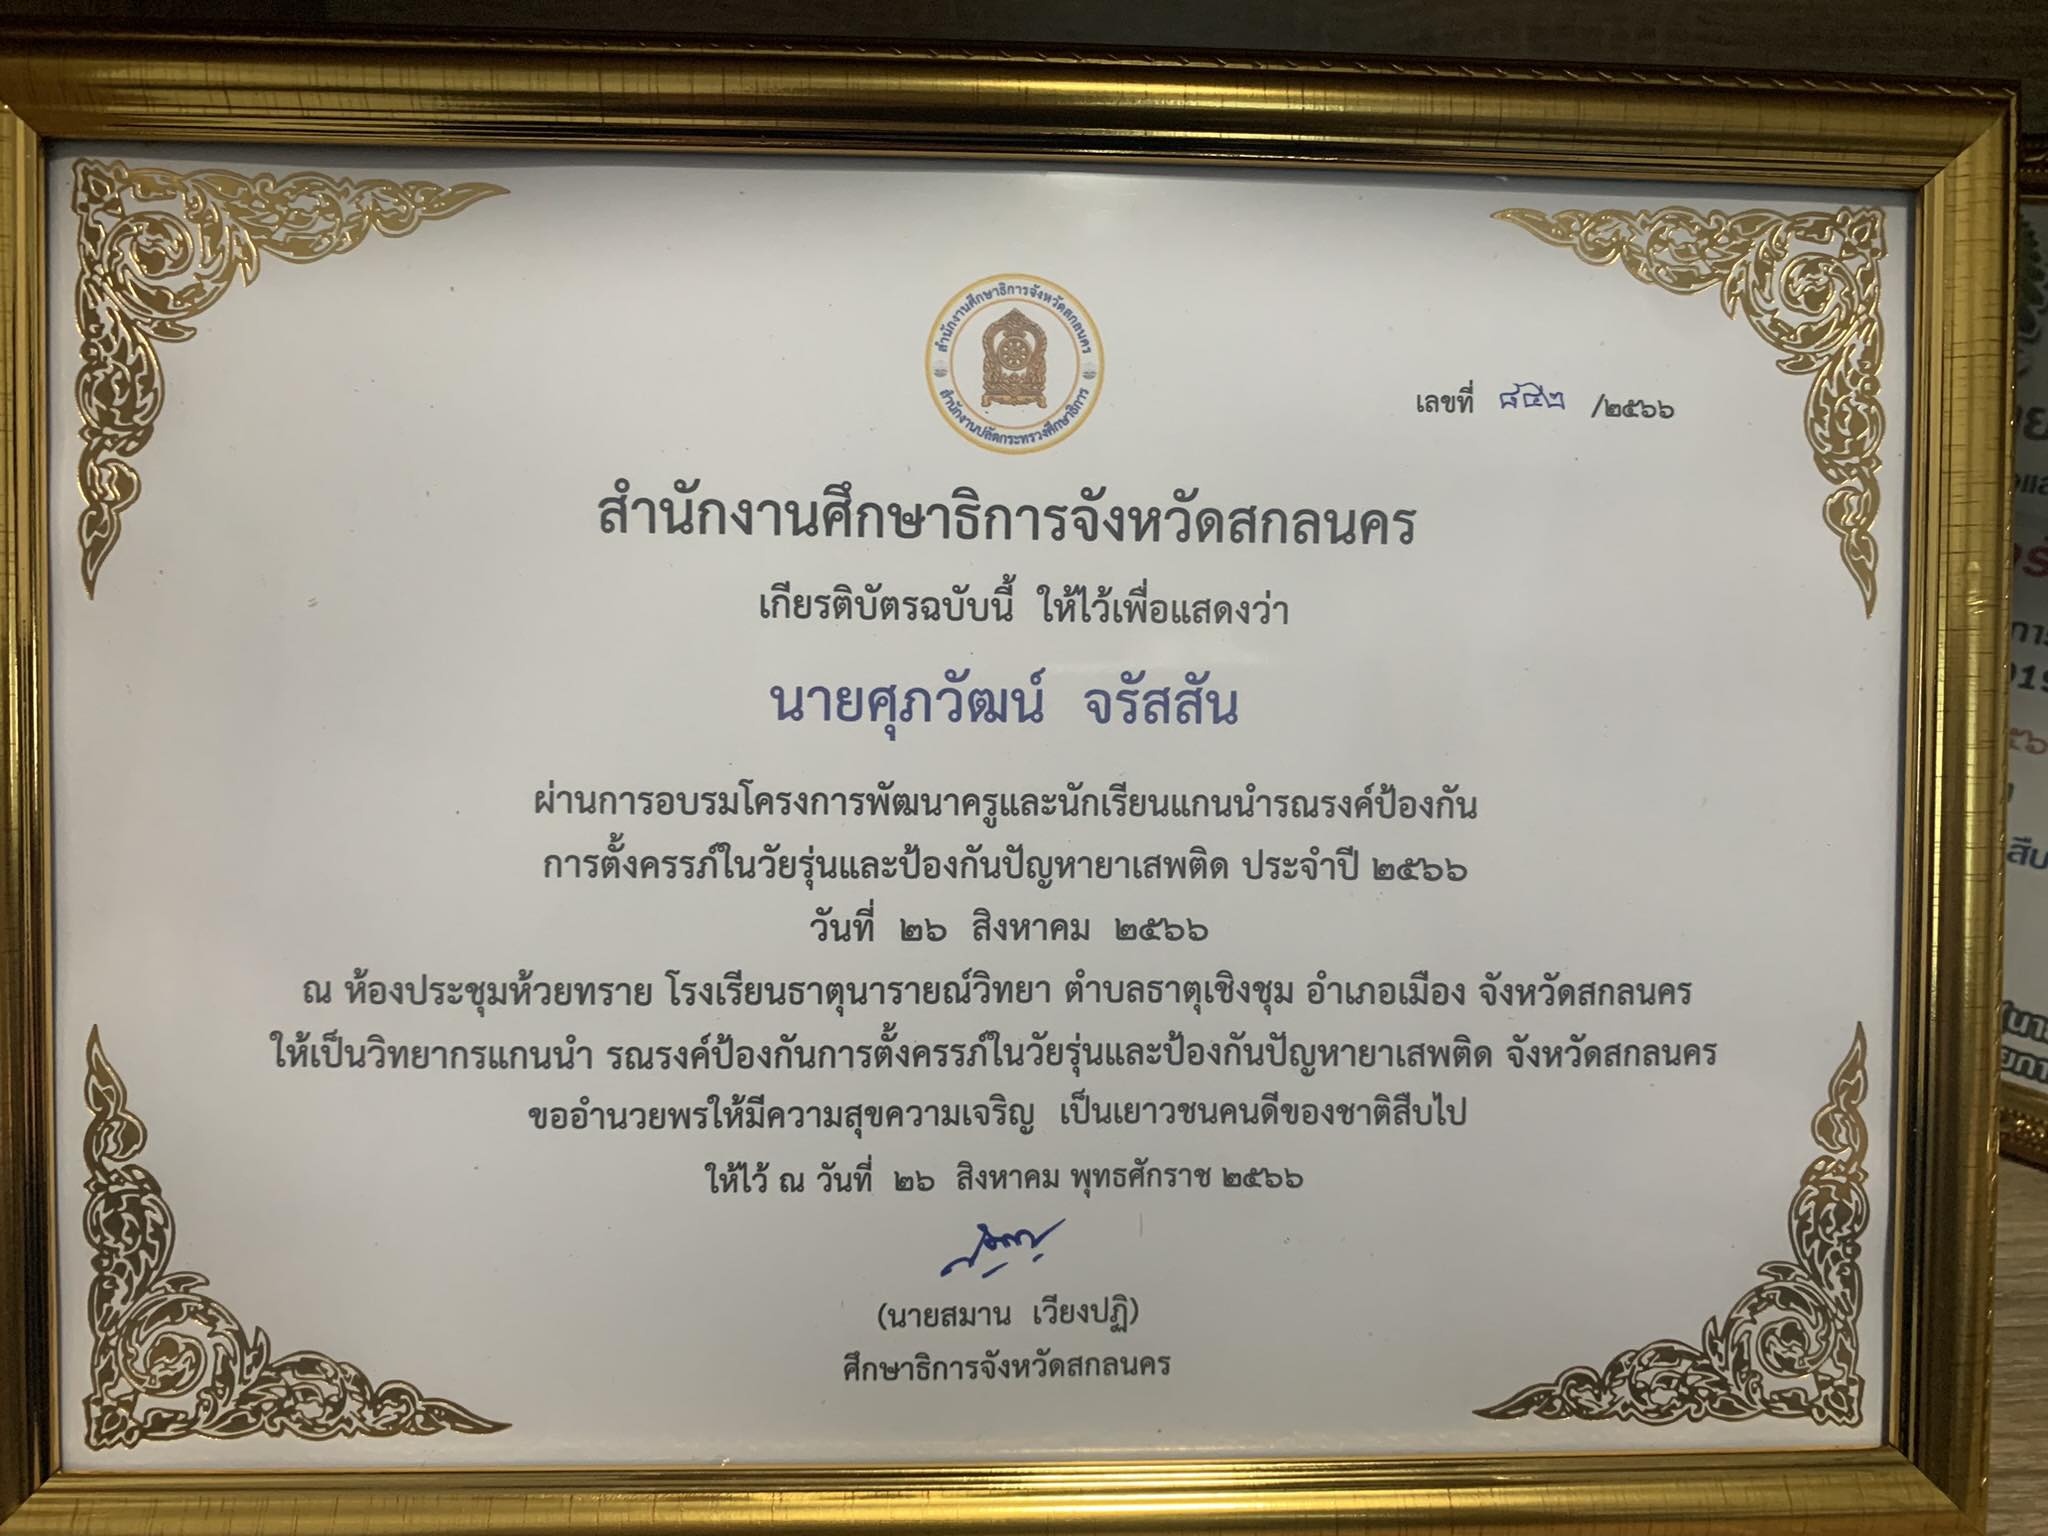 สำนักงานศึกษาธิการจังหวัดสกลนคร
สำนักงานปลัดกระทรวงศึกษาธิการ
เลขที่ ๘๕๒ /๒๕๖๖
สำนักงานศึกษาธิการจังหวัดสกลนคร
เกียรติบัตรฉบับนี้ ให้ไว้เพื่อแสดงว่า
นายศุภวัฒน์ จรัสสัน
ผ่านการอบรมโครงการพัฒนาครูและนักเรียนแกนนำรณรงค์ป้องกัน
การตั้งครรภ์ในวัยรุ่นและป้องกันปัญหายาเสพติด ประจำปี ๒๕๖๖
วันที่ ๒๖ สิงหาคม ๒๕๖๖
ณ ห้องประชุมห้วยทราย โรงเรียนธาตุนารายณ์วิทยา ตำบลธาตุเชิงชุม อำเภอเมือง จังหวัดสกลนคร
ให้เป็นวิทยากรแกนนำ รณรงค์ป้องกันการตั้งครรภ์ในวัยรุ่นและป้องกันปัญหายาเสพติด จังหวัดสกลนคร
ขออำนวยพรให้มีความสุขความเจริญ เป็นเยาวชนคนดีของชาติสืบไป
ให้ไว้ ณ วันที่ ๒๖ สิงหาคม พุทธศักราช ๒๕๖๖
(นายสมาน เวียงปฏิ)
ศึกษาธิการจังหวัดสกลนคร